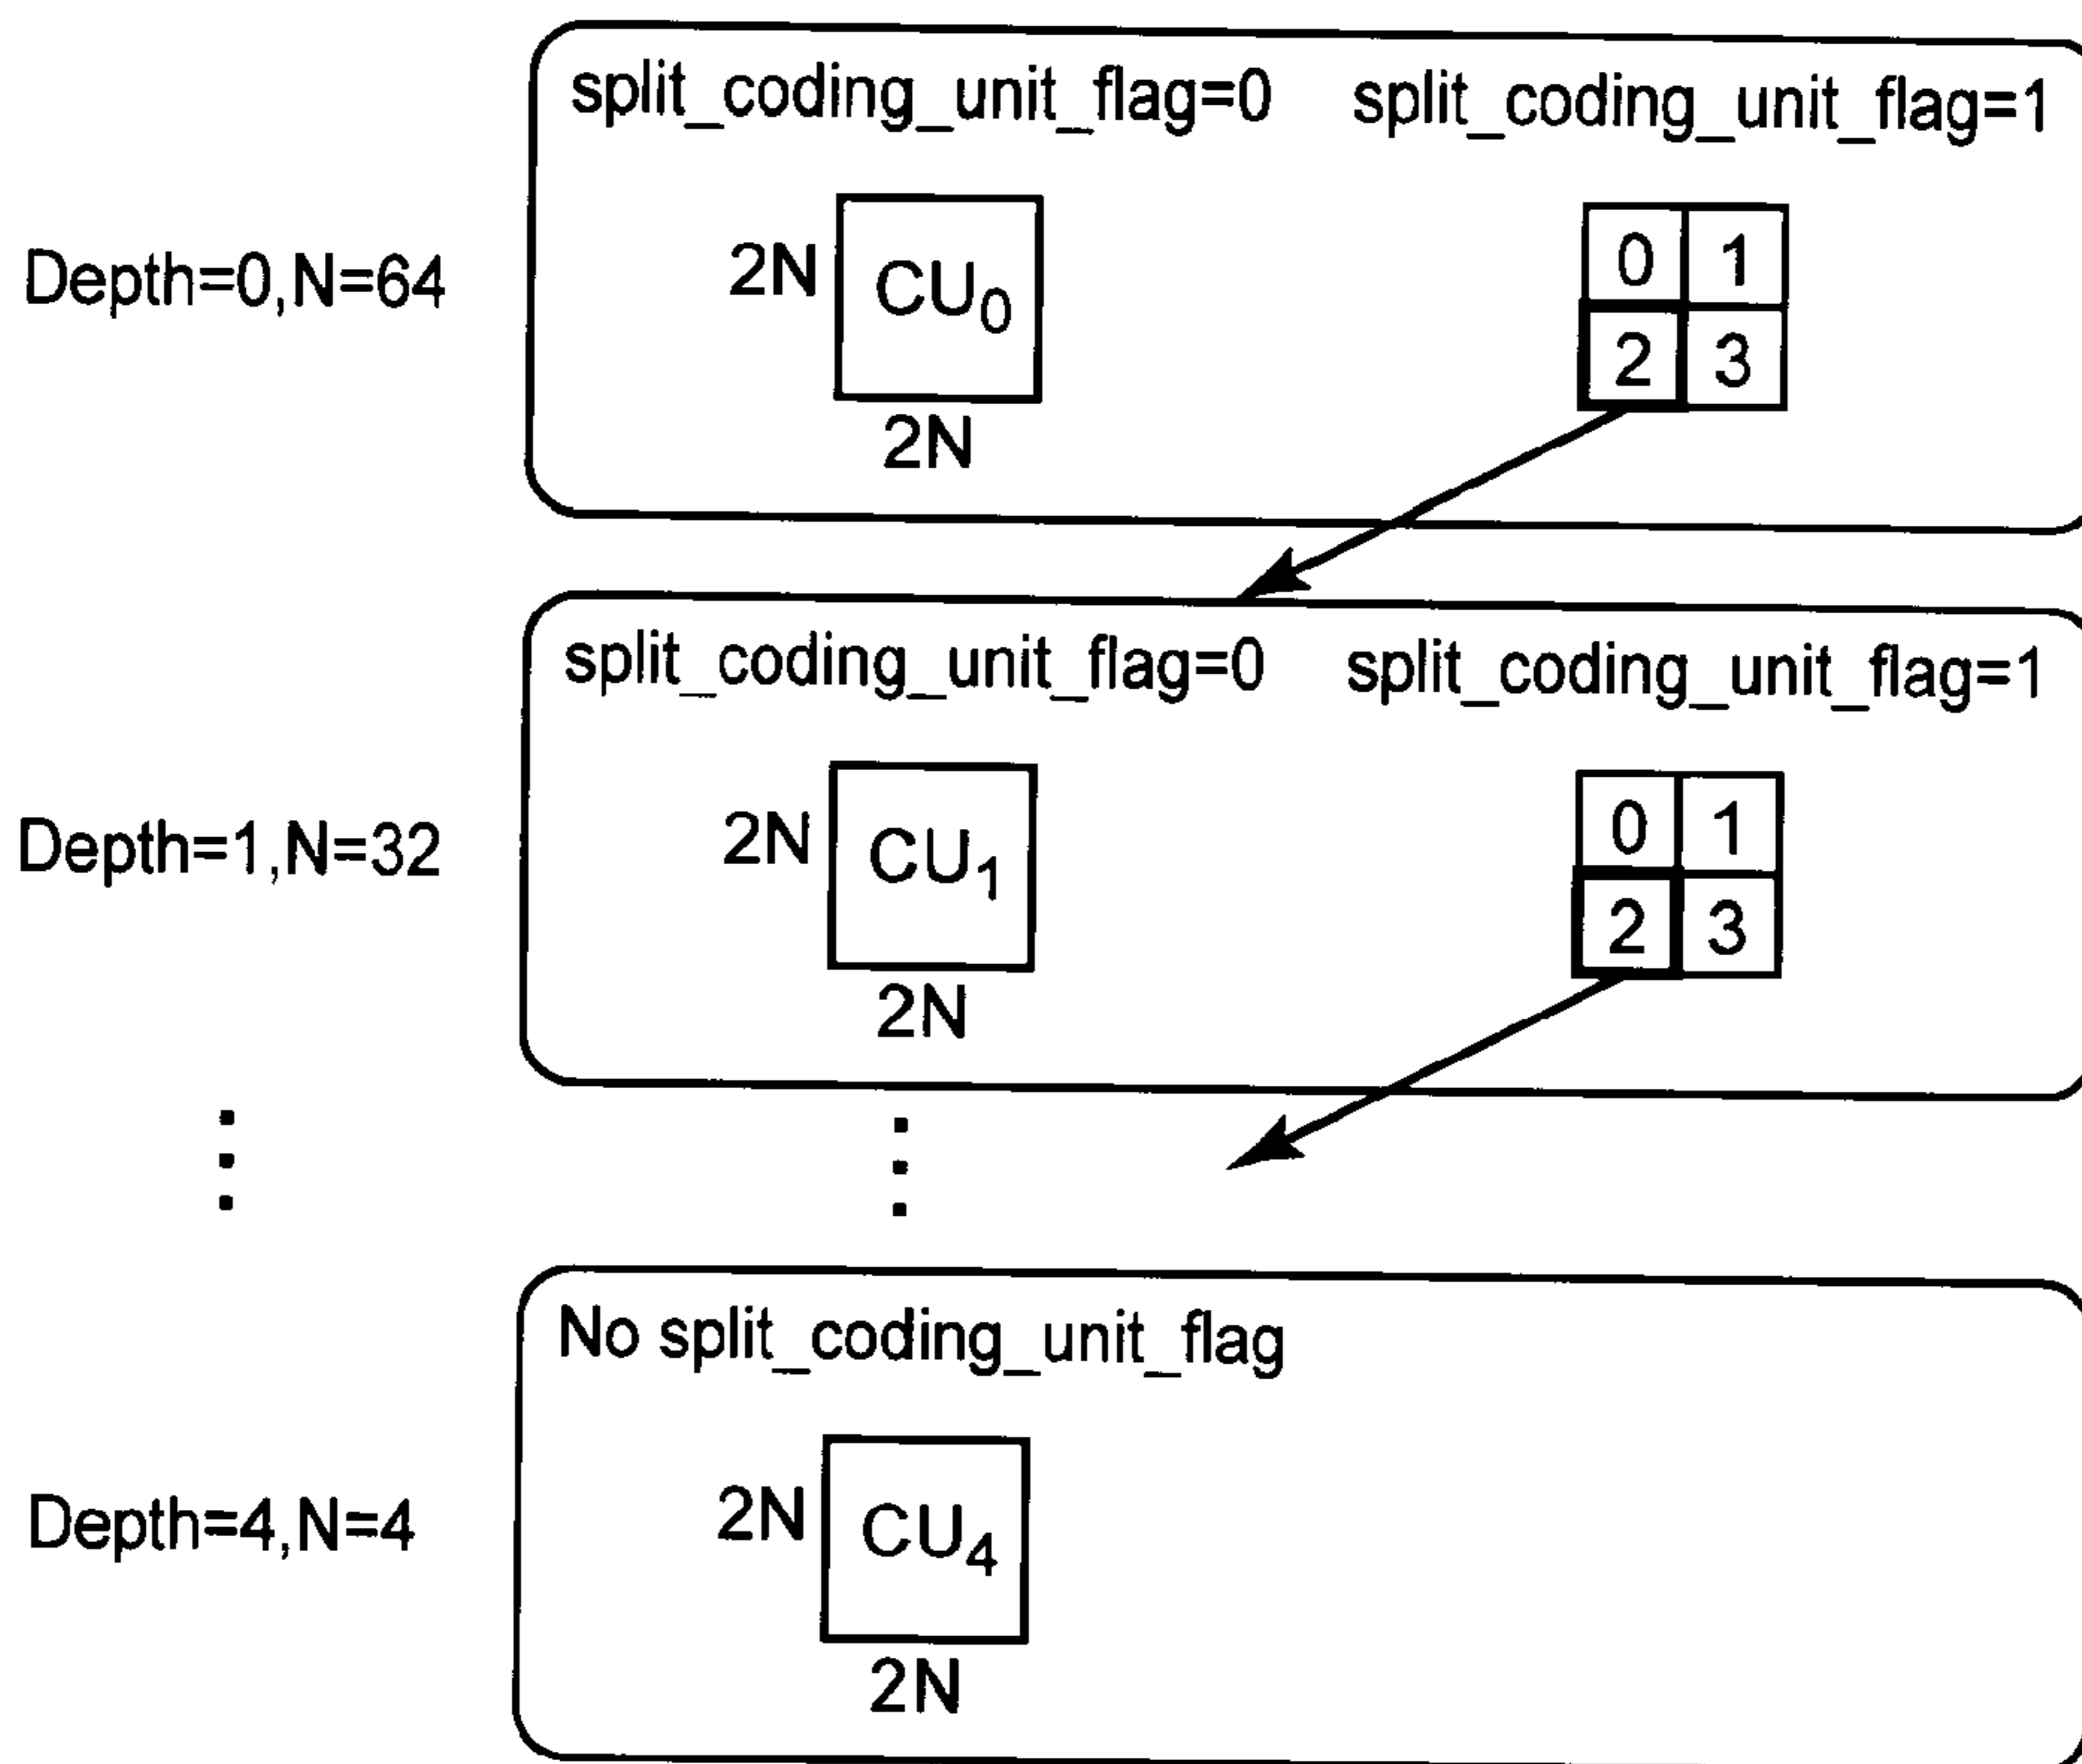 split_coding_unit_flag=0 split_coding_unit_flag=1
Depth=0,N=64
2N
CU0
2N
0 1
2 3
split_coding_unit_flag=0 split_coding_unit_flag=1
Depth=1,N=32
2N
CU1
2N
0 1
2 3
No split_coding_unit_flag
Depth=4,N=4
2N
CU4
2N